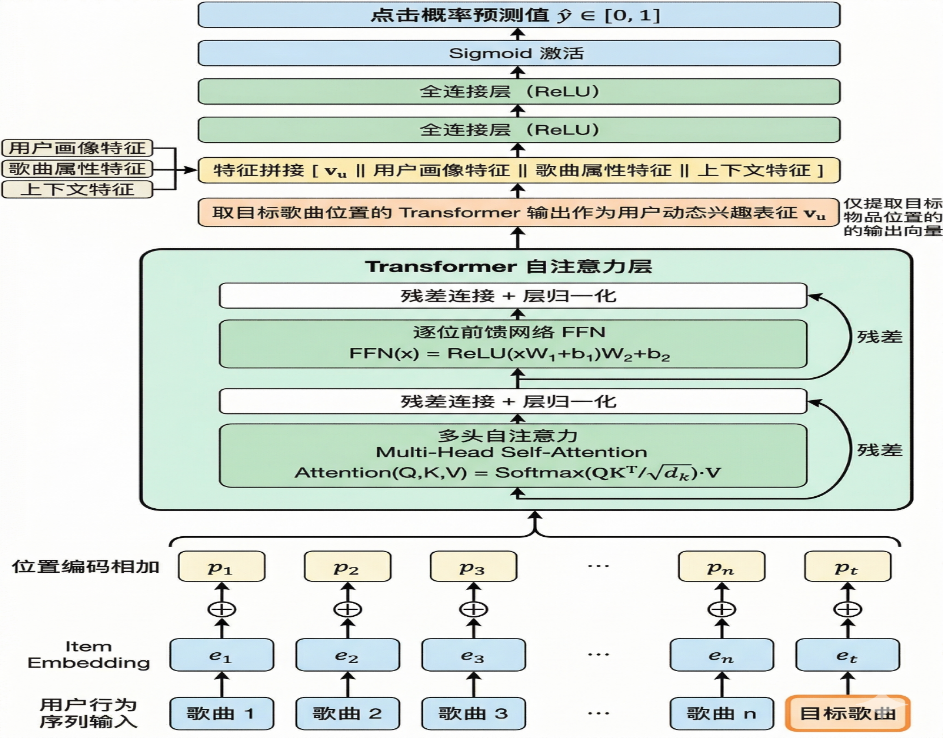 点击概率预测值 ŷ ∈ [0, 1]
Sigmoid 激活
全连接层（ReLU）
全连接层（ReLU）
用户画像特征
歌曲属性特征
上下文特征
特征拼接 [ v_u ‖ 用户画像特征 ‖ 歌曲属性特征 ‖ 上下文特征 ]
取目标歌曲位置的 Transformer 输出作为用户动态兴趣表征 v_u
仅提取目标
物品位置的
的输出向量
Transformer 自注意力层
残差连接 + 层归一化
逐位前馈网络 FFN
FFN(x) = ReLU(xW₁+b₁)W₂+b₂
残差
残差连接 + 层归一化
多头自注意力
Multi-Head Self-Attention
Attention(Q,K,V) = Softmax(QKᵀ/√d_k)·V
残差
位置编码相加 p₁ p₂ p₃ … pₙ pₜ
Item
Embedding
e₁ e₂ e₃ … eₙ eₜ
用户行为
序列输入
歌曲 1 歌曲 2 歌曲 3 … 歌曲 n 目标歌曲